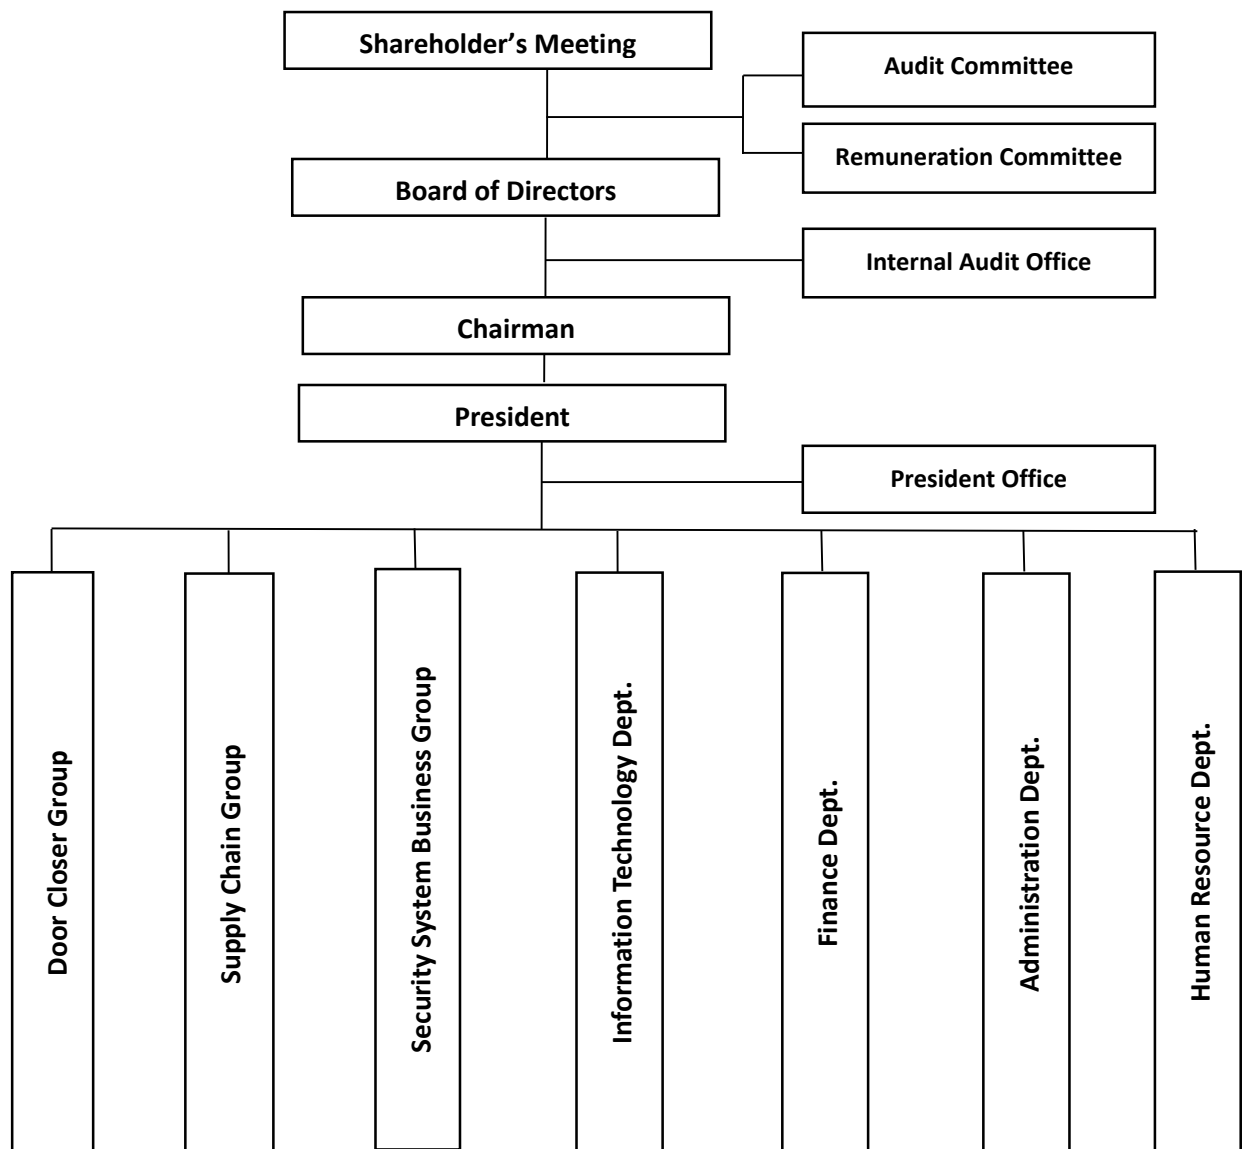 Shareholder’s Meeting
Audit Committee
Remuneration Committee
Board of Directors
Internal Audit Office
Chairman
President
President Office
Door Closer Group
Supply Chain Group
Security System Business Group
Information Technology Dept.
Finance Dept.
Administration Dept.
Human Resource Dept.